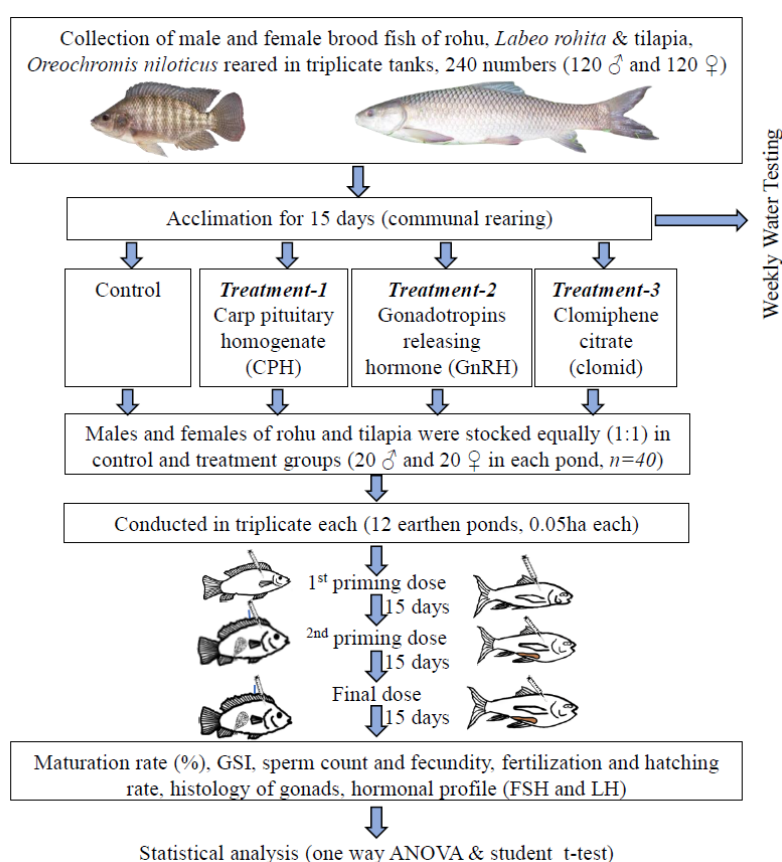 Collection of male and female brood fish of rohu, Labeo rohita & tilapia,
Oreochromis niloticus reared in triplicate tanks, 240 numbers (120 ♂ and 120 ♀)
Acclimation for 15 days (communal rearing)
Weekly Water Testing
Control
Treatment-1
Carp pituitary
homogenate
(CPH)
Treatment-2
Gonadotropins
releasing
hormone (GnRH)
Treatment-3
Clomiphene
citrate
(clomid)
Males and females of rohu and tilapia were stocked equally (1:1) in
control and treatment groups (20 ♂ and 20 ♀ in each pond, n=40)
Conducted in triplicate each (12 earthen ponds, 0.05ha each)
1st priming dose
15 days
2nd priming dose
15 days
Final dose
15 days
Maturation rate (%), GSI, sperm count and fecundity, fertilization and hatching
rate, histology of gonads, hormonal profile (FSH and LH)
Statistical analysis (one way ANOVA & student t-test)